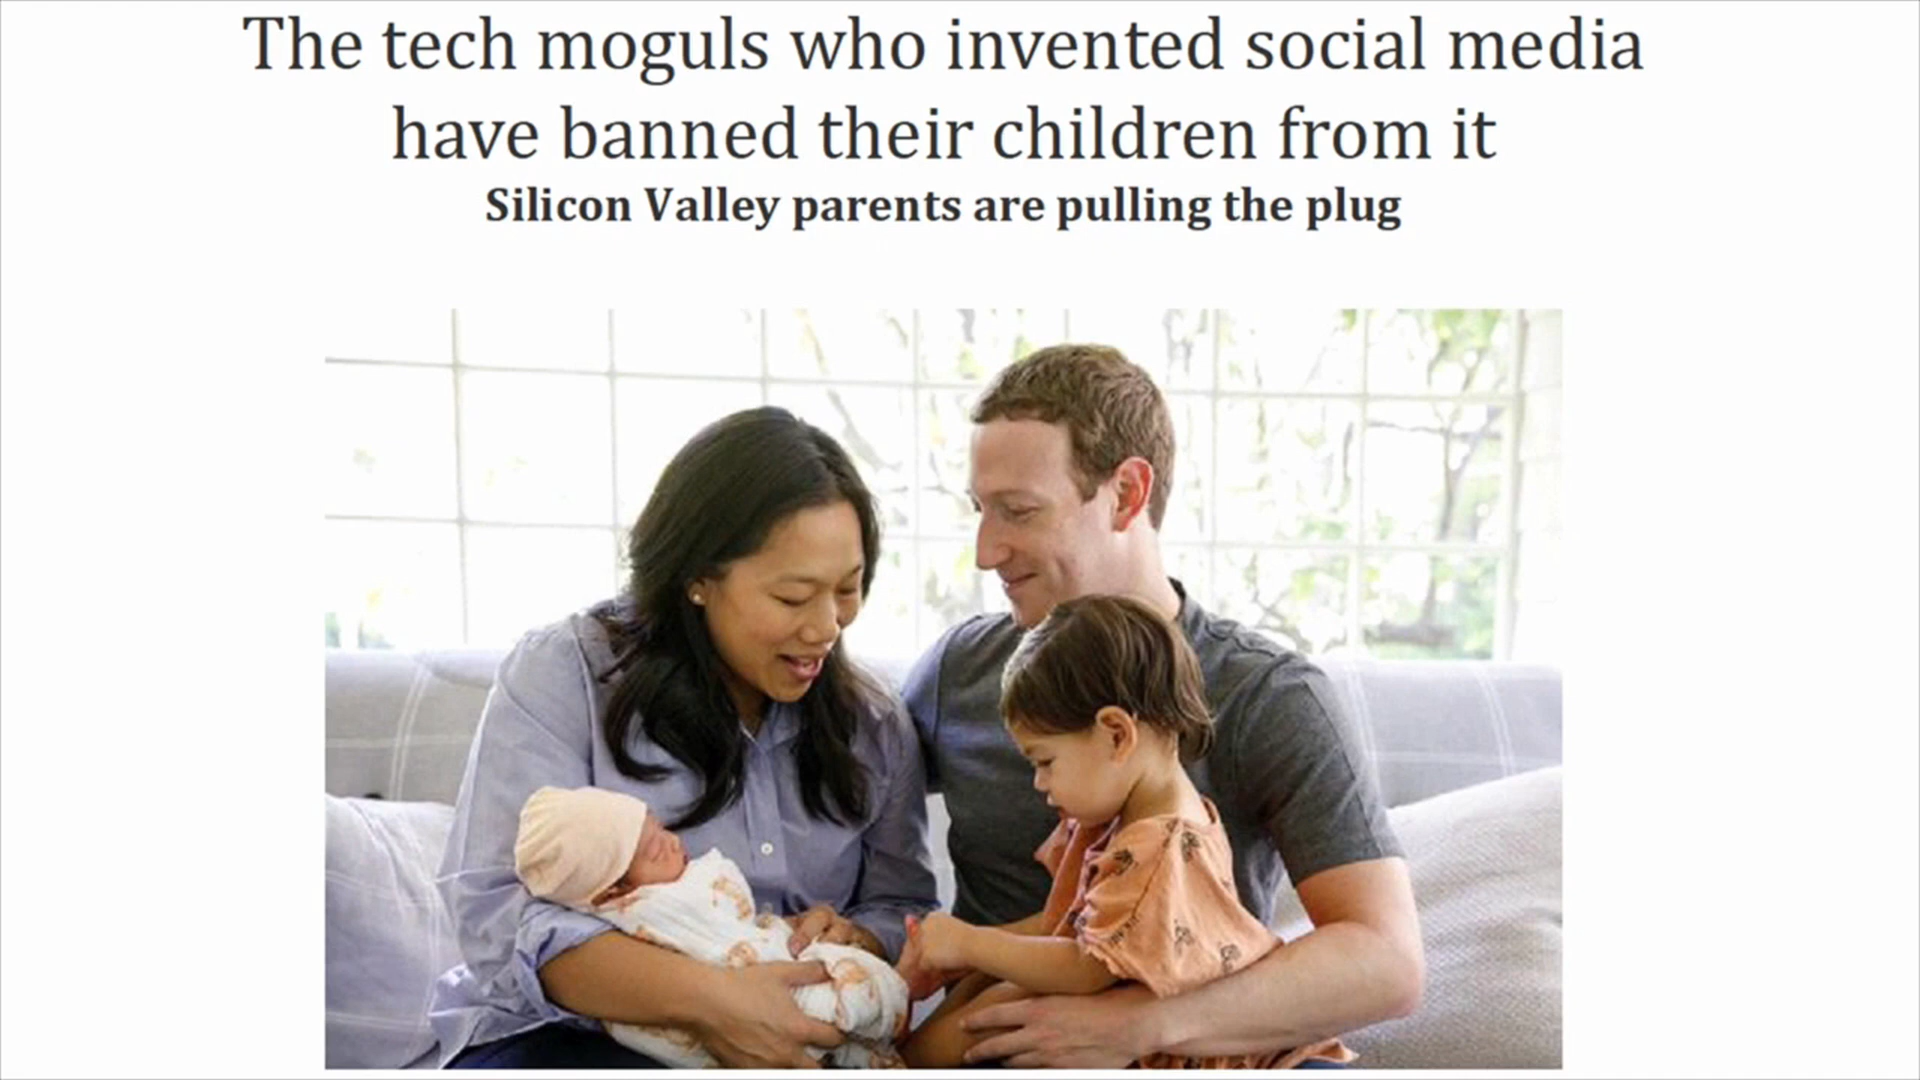 The tech moguls who invented social media
have banned their children from it
Silicon Valley parents are pulling the plug